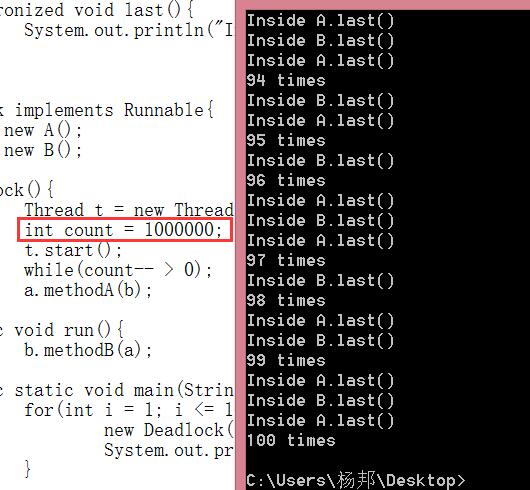 ronized void last(){
System.out.println("I
k implements Runnable{
new A();
new B();
ock(){
Thread t = new Thread
int count = 1000000;
t.start();
while(count-- > 0);
a.methodA(b);
c void run(){
b.methodB(a);
c static void main(Strin
for(int i = 1; i <= 1
new Deadlock(
System.out.pr
}
Inside A.last()
Inside B.last()
Inside A.last()
94 times
Inside B.last()
Inside A.last()
95 times
Inside B.last()
96 times
Inside A.last()
Inside B.last()
Inside A.last()
97 times
Inside B.last()
98 times
Inside A.last()
Inside B.last()
99 times
Inside A.last()
Inside B.last()
Inside A.last()
100 times
C:\Users\杨邦\Desktop>